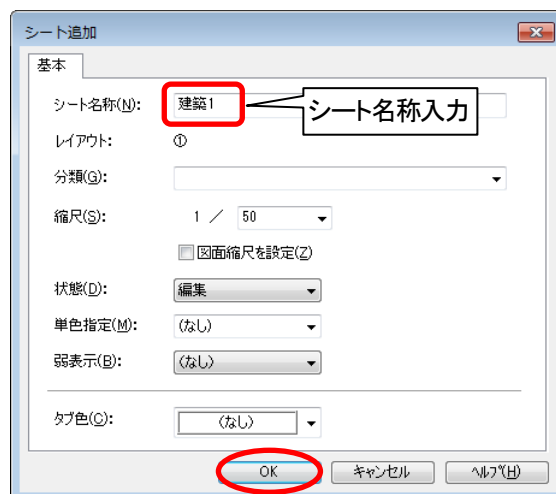 シート追加
基本
シート名称(N): 建築1
シート名称入力
レイアウト: ①
分類(G):
縮尺(S): 1 ／ 50
図面縮尺を設定(Z)
状態(D): 編集
単色指定(M): (なし)
弱表示(B): (なし)
タブ色(C): (なし)
OK キャンセル ヘルプ(H)